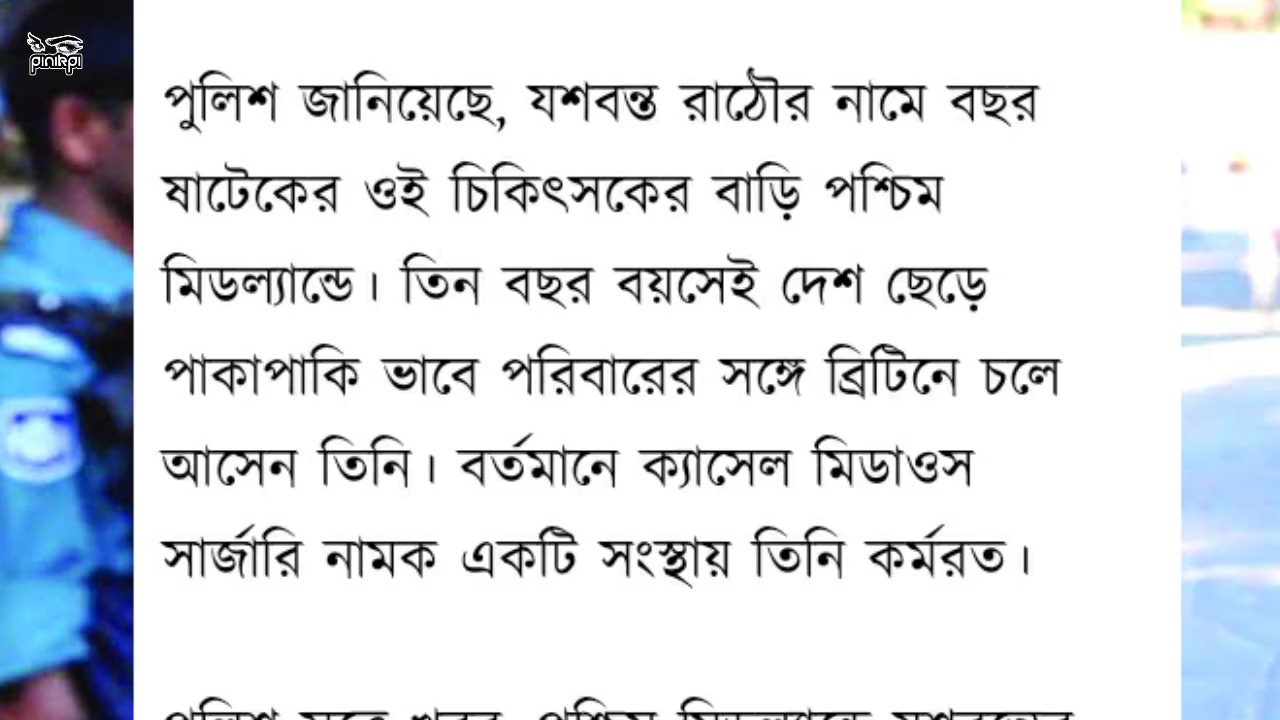 pinikpi
পুলিশ জানিয়েছে, যশবন্ত রাঠৌর নামে বছর
ষাটেকের ওই চিকিৎসকের বাড়ি পশ্চিম
মিডল্যান্ডে। তিন বছর বয়সেই দেশ ছেড়ে
পাকাপাকি ভাবে পরিবারের সঙ্গে ব্রিটিনে চলে
আসেন তিনি। বর্তমানে ক্যাসেল মিডাওস
সার্জারি নামক একটি সংস্থায় তিনি কর্মরত।